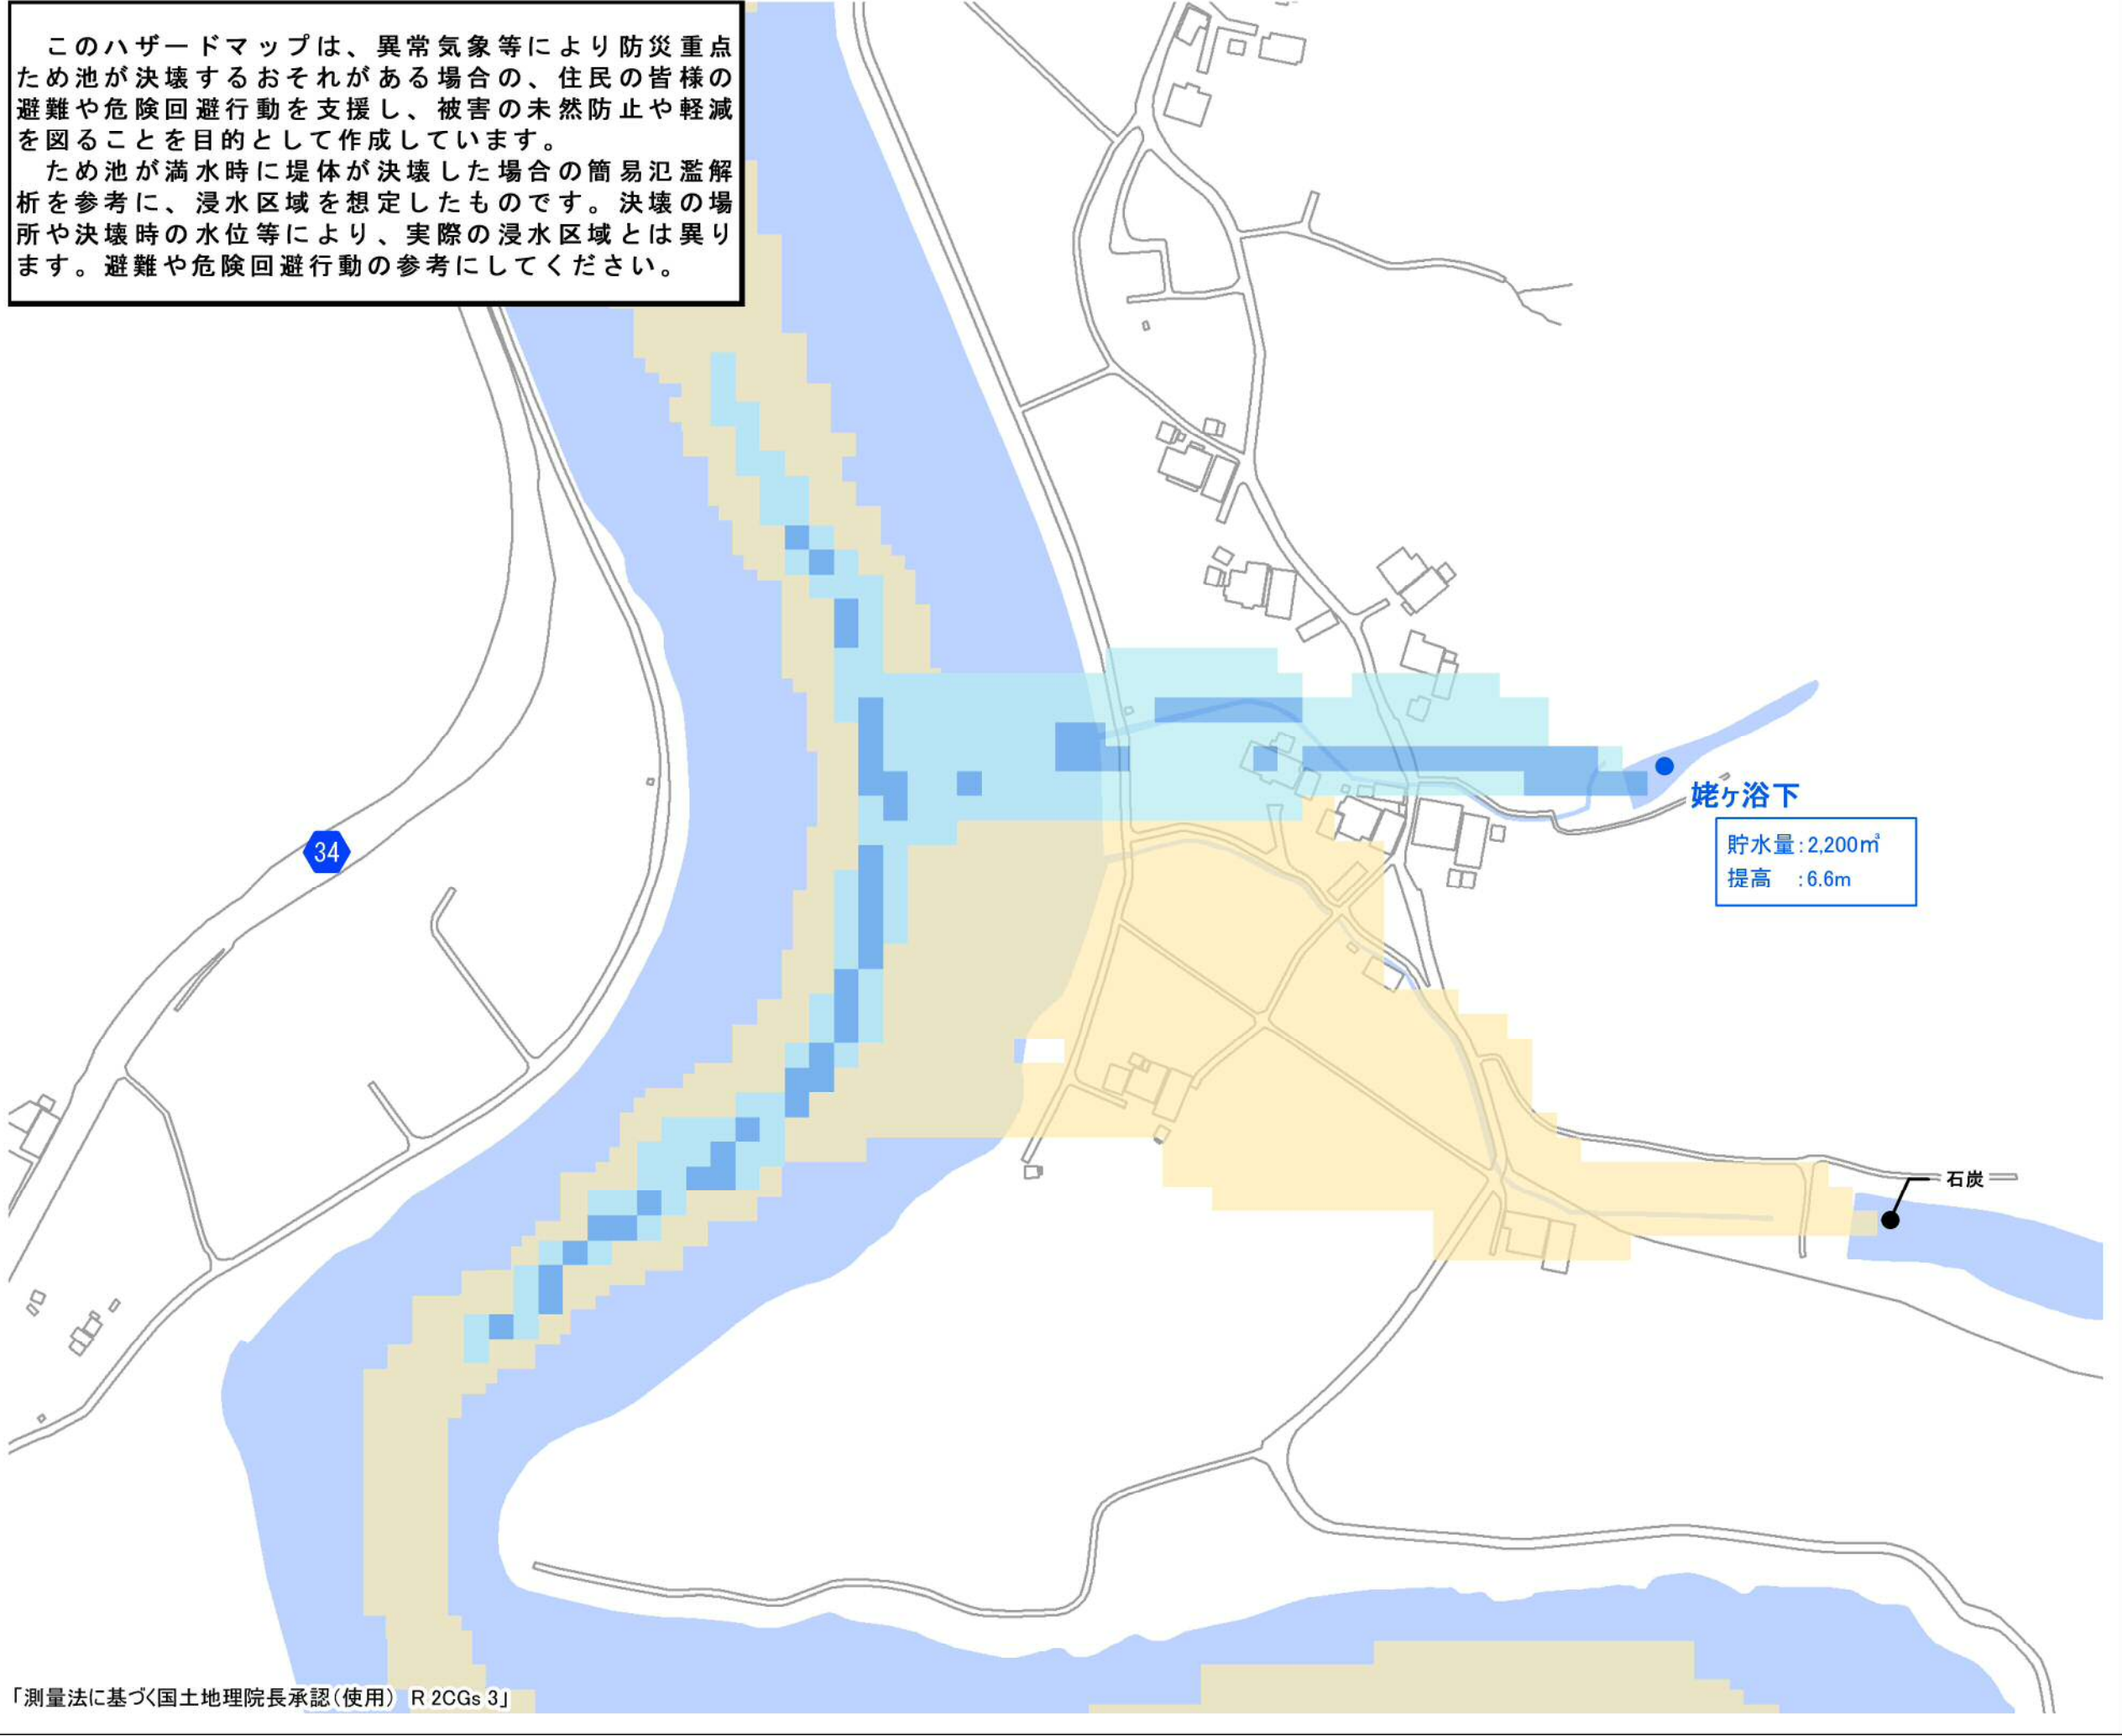 このハザードマップは、異常気象等により防災重点
ため池が決壊するおそれがある場合の、住民の皆様の
避難や危険回避行動を支援し、被害の未然防止や軽減
を図ることを目的として作成しています。
ため池が満水時に堤体が決壊した場合の簡易氾濫解
析を参考に、浸水区域を想定したものです。決壊の場
所や決壊時の水位等により、実際の浸水区域とは異り
ます。避難や危険回避行動の参考にしてください。
姥ヶ浴下
貯水量:2,200㎥
提高 :6.6m
34
石炭
「測量法に基づく国土地理院長承認(使用) R 2CGs 3」